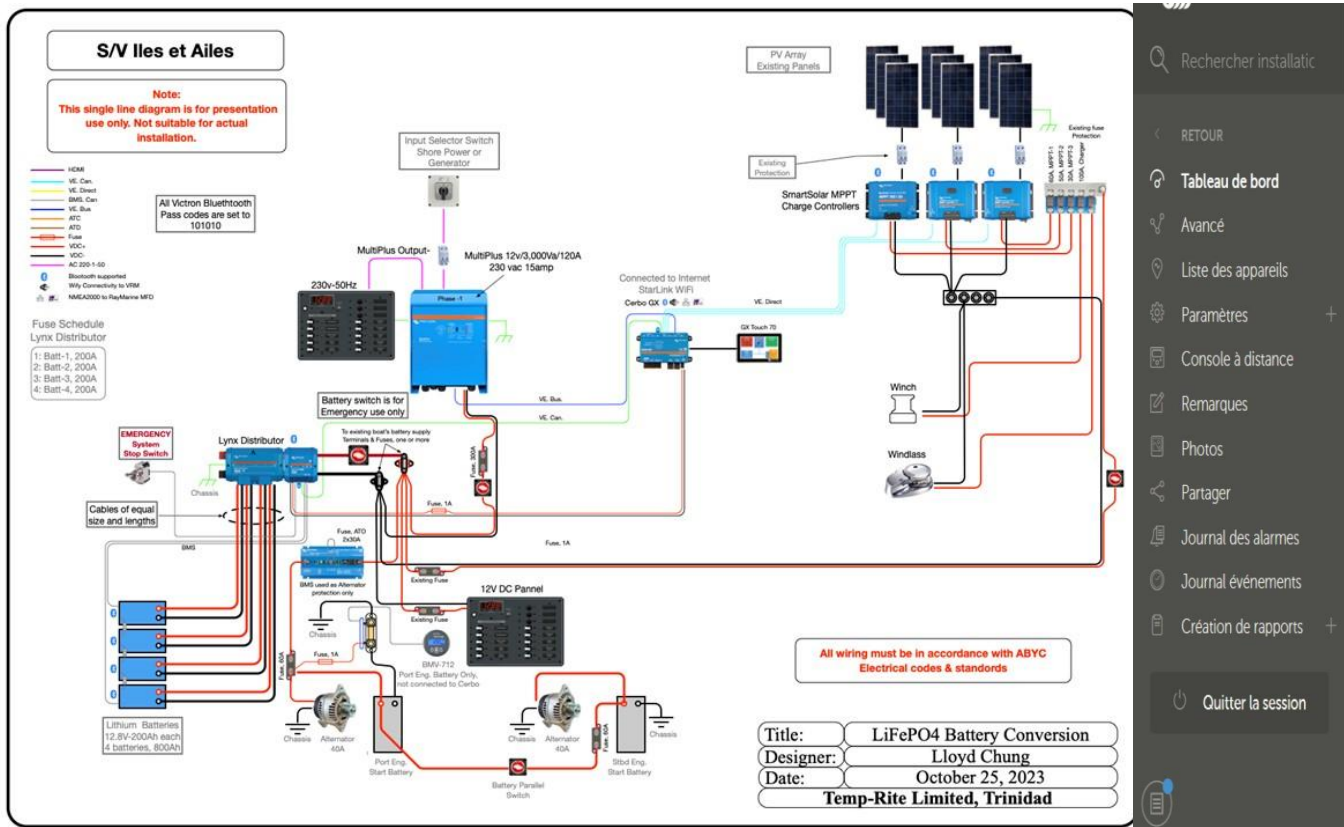 S/V Iles et Ailes
Note:
This single line diagram is for presentation
use only. Not suitable for actual
installation.
HDMI
VE. Can.
VE. Direct
BMS. Can
VE. Bus
ATC
ATO
Fuse
VDC+
VDC-
AC 220-1-50
Blootooth supported
Wify Connectivity to VRM
NMEA2000 to RayMarine MFD
All Victron Bluethtooth
Pass codes are set to
101010
Fuse Schedule
Lynx Distributor
1: Batt-1, 200A
2: Batt-2, 200A
3: Batt-3, 200A
4: Batt-4, 200A
Input Selector Switch
Shore Power or
Generator
MultiPlus Output-
MultiPlus 12v/3,000Va/120A
230 vac 15amp
230v-50Hz
Phase -1
PV Array
Existing Panels
Existing
Protection
Existing fuse
Protection
60A, MPPT-1
50A, MPPT-2
30A, MPPT-3
100A, Charger
SmartSolar MPPT
Charge Controllers
Connected to Internet
StarLink WiFi
Cerbo GX
VE. Direct
GX Touch 70
VE. Bus.
VE. Can.
Battery switch is for
Emergency use only
To existing boat's battery supply
Terminals & Fuses, one or more
EMERGENCY
System
Stop Switch
Lynx Distributor
Chassis
Cables of equal
size and lengths
BMS
Fuse, 300A
Fuse, 1A
Fuse, 1A
Fuse, ATO
2x30A
BMS used as Alternator
protection only
Existing Fuse
Existing Fuse
12V DC Pannel
Chassis
Fuse, 1A
Fuse, 60A
BMV-712
Port Eng. Battery Only,
not connected to Cerbo
Winch
Windlass
Lithium Batteries
12.8V-200Ah each
4 batteries, 800Ah
Chassis
Alternator
40A
Port Eng.
Start Battery
Battery Parallel
Switch
Chassis
Alternator
40A
Fuse, 60A
Stbd Eng.
Start Battery
Chassis
All wiring must be in accordance with ABYC
Electrical codes & standords
Title: LiFePO4 Battery Conversion
Designer: Lloyd Chung
Date: October 25, 2023
Temp-Rite Limited, Trinidad
Rechercher installatic
RETOUR
Tableau de bord
Avancé
Liste des appareils
Paramètres +
Console à distance
Remarques
Photos
Partager
Journal des alarmes
Journal événements
Création de rapports +
Quitter la session